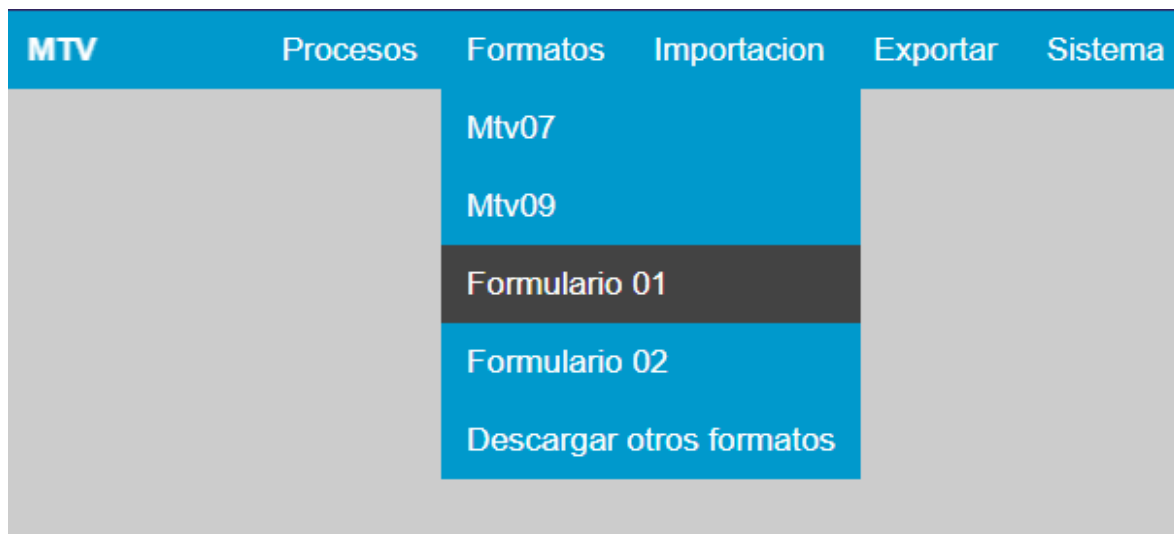 MTV Procesos Formatos Importacion Exportar Sistema
Mtv07
Mtv09
Formulario 01
Formulario 02
Descargar otros formatos